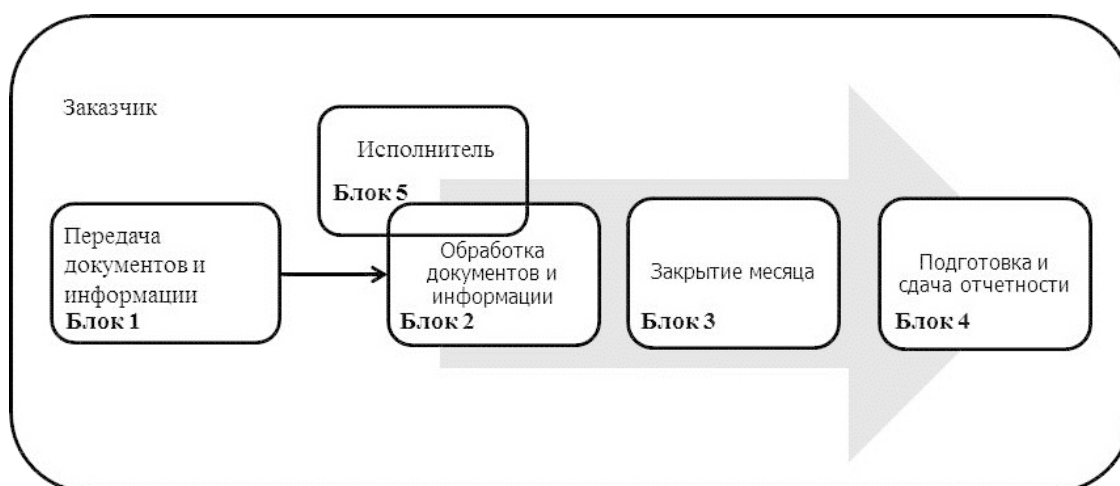 Заказчик
Исполнитель
Блок 5
Передача
документов и
информации
Блок 1
Обработка
документов и
информации
Блок 2
Закрытие месяца
Блок 3
Подготовка и
сдача отчетности
Блок 4